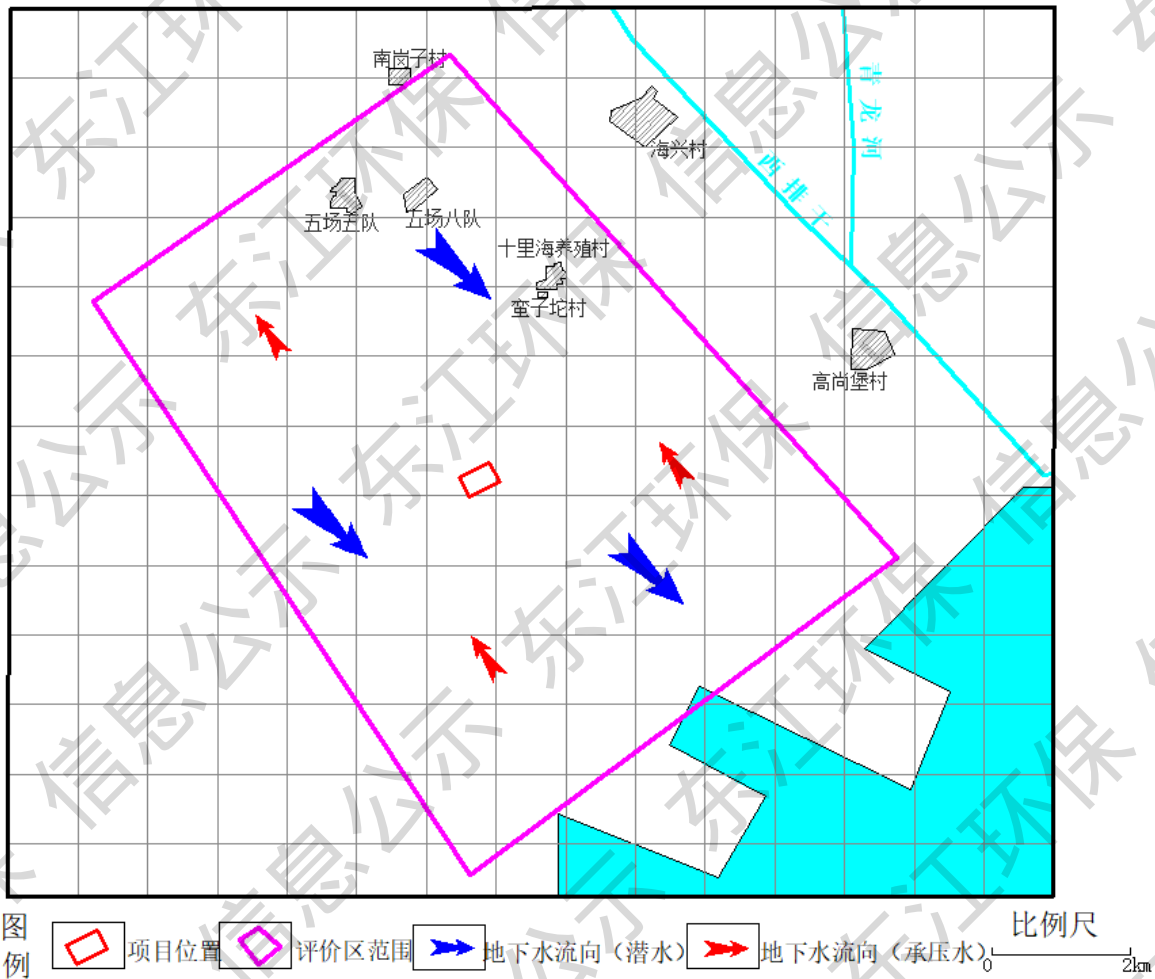 南岗子村
海兴村
青龙河
西排干
五场五队
五场八队
十里海养殖村
蛮子坨村
高尚堡村
图例
项目位置
评价区范围
地下水流向（潜水）
地下水流向（承压水）
比例尺
0 2km
东江环保 信息公示